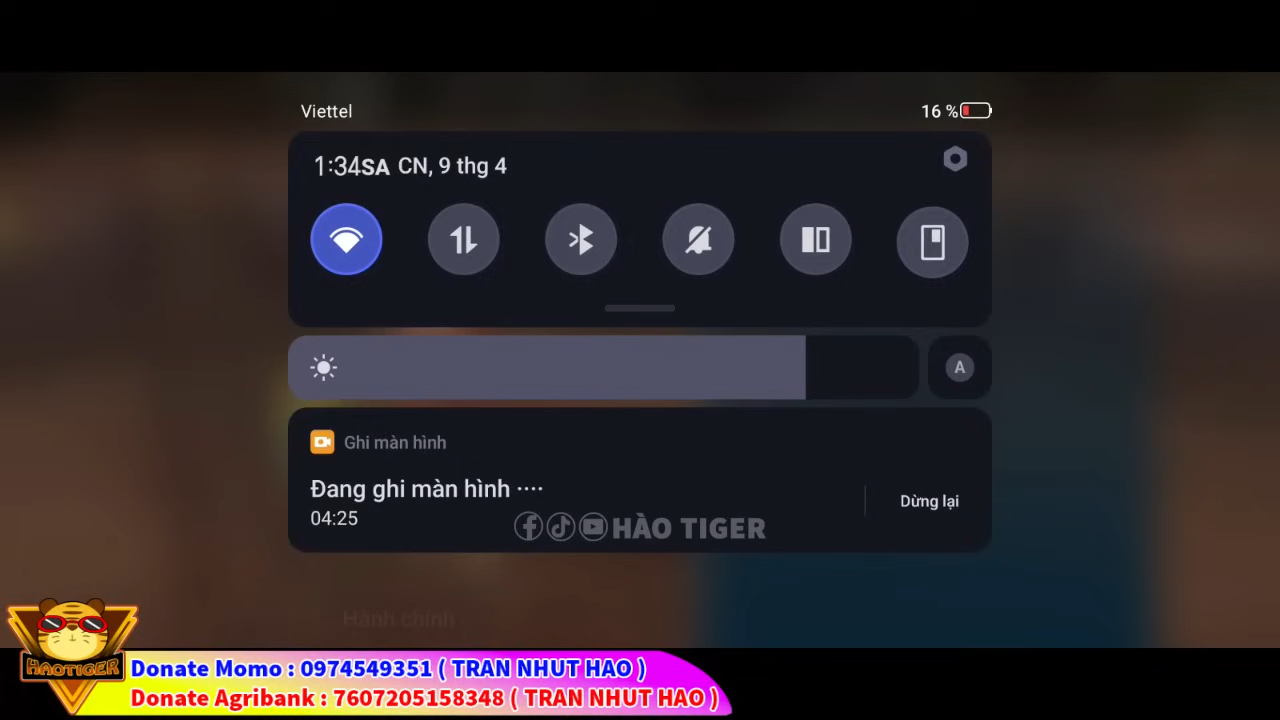 Viettel
16 %
1:34SA CN, 9 thg 4
A
Ghi màn hình
Đang ghi màn hình ····
04:25
Dừng lại
HÀO TIGER
Hành chính
HAOTIGER
Donate Momo : 0974549351 ( TRAN NHUT HAO )
Donate Agribank : 7607205158348 ( TRAN NHUT HAO )